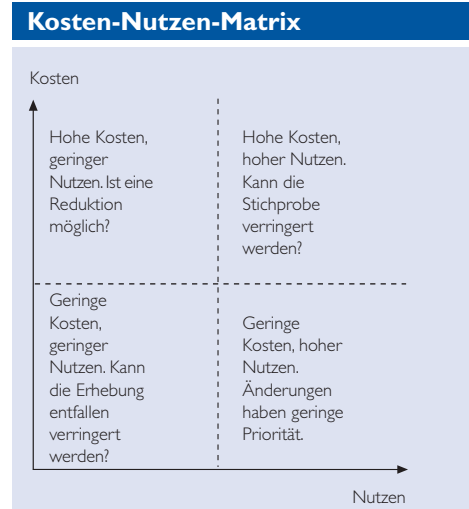 Kosten-Nutzen-Matrix
Kosten
Hohe Kosten,
geringer
Nutzen. Ist eine
Reduktion
möglich?
Hohe Kosten,
hoher Nutzen.
Kann die
Stichprobe
verringert
werden?
Geringe
Kosten,
geringer
Nutzen. Kann
die Erhebung
entfallen
verringert
werden?
Geringe
Kosten, hoher
Nutzen.
Änderungen
haben geringe
Priorität.
Nutzen